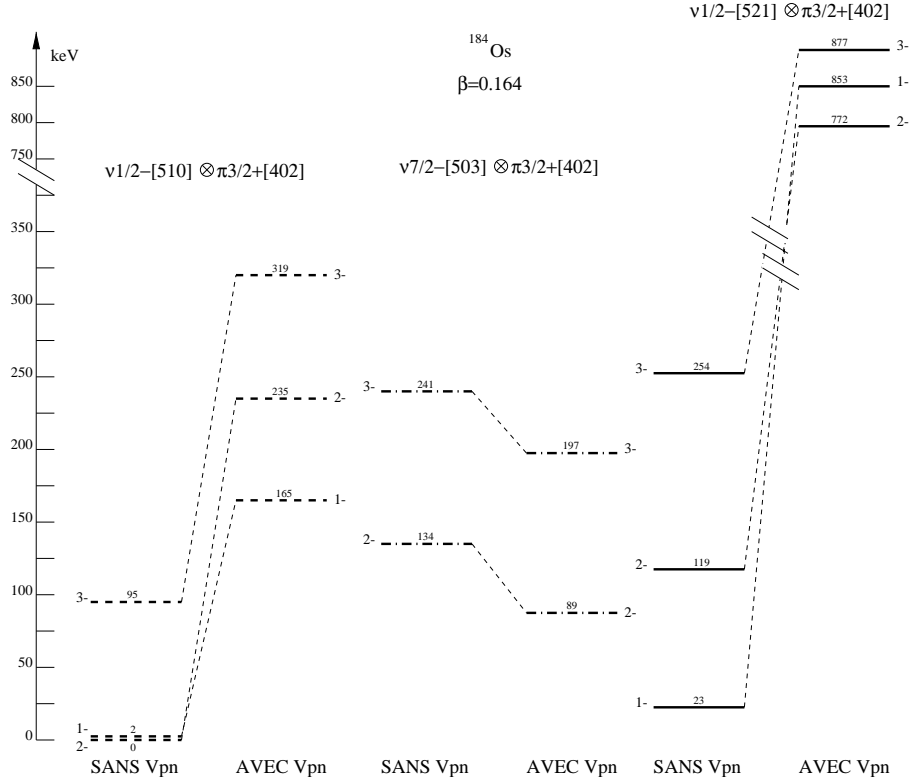 ν1/2−[521] ⊗π3/2+[402]
184Os
β=0.164
keV
877 3-
853 1-
772 2-
850
800
750
ν1/2−[510] ⊗π3/2+[402]
ν7/2−[503] ⊗π3/2+[402]
350
300
250
200
150
100
50
0
319 3-
235 2-
165 1-
3- 95
1- 2
2- 0
3- 241
2- 134
197 3-
89 2-
3- 254
2- 119
1- 23
SANS Vpn
AVEC Vpn
SANS Vpn
AVEC Vpn
SANS Vpn
AVEC Vpn